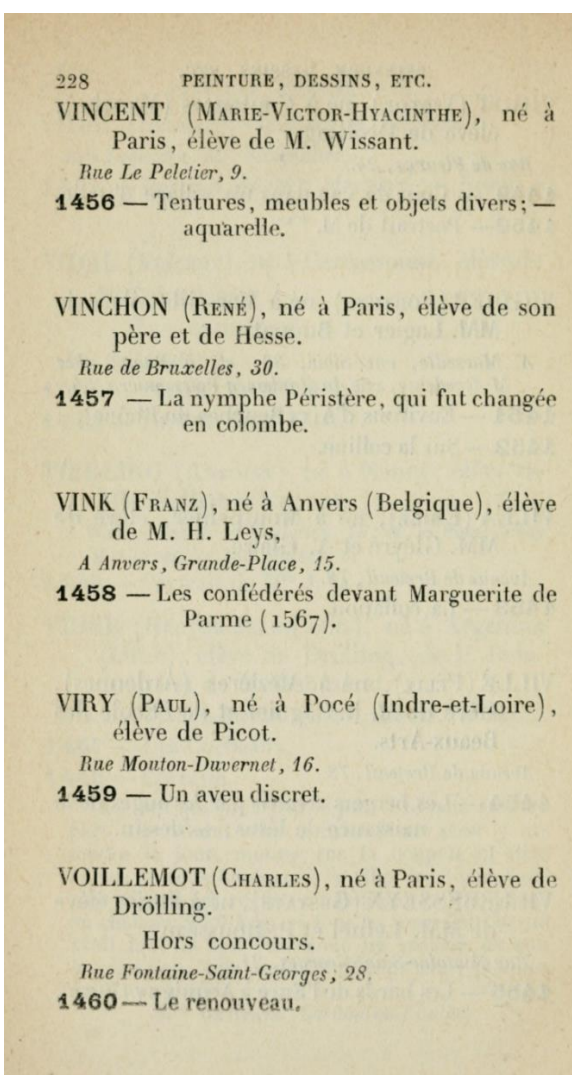 228 PEINTURE, DESSINS, ETC.
VINCENT (MARIE-VICTOR-HYACINTHE), né à
Paris, élève de M. Wissant.
Rue Le Peletier, 9.
1456 — Tentures, meubles et objets divers; —
aquarelle.
VINCHON (RENÉ), né à Paris, élève de son
père et de Hesse.
Rue de Bruxelles, 30.
1457 — La nymphe Péristère, qui fut changée
en colombe.
VINK (FRANZ), né à Anvers (Belgique), élève
de M. H. Leys,
A Anvers, Grande-Place, 15.
1458 — Les confédérés devant Marguerite de
Parme (1567).
VIRY (PAUL), né à Pocé (Indre-et-Loire),
élève de Picot.
Rue Mouton-Duvernet, 16.
1459 — Un aveu discret.
VOILLEMOT (CHARLES), né à Paris, élève de
Drölling.
Hors concours.
Rue Fontaine-Saint-Georges, 28.
1460 — Le renouveau.